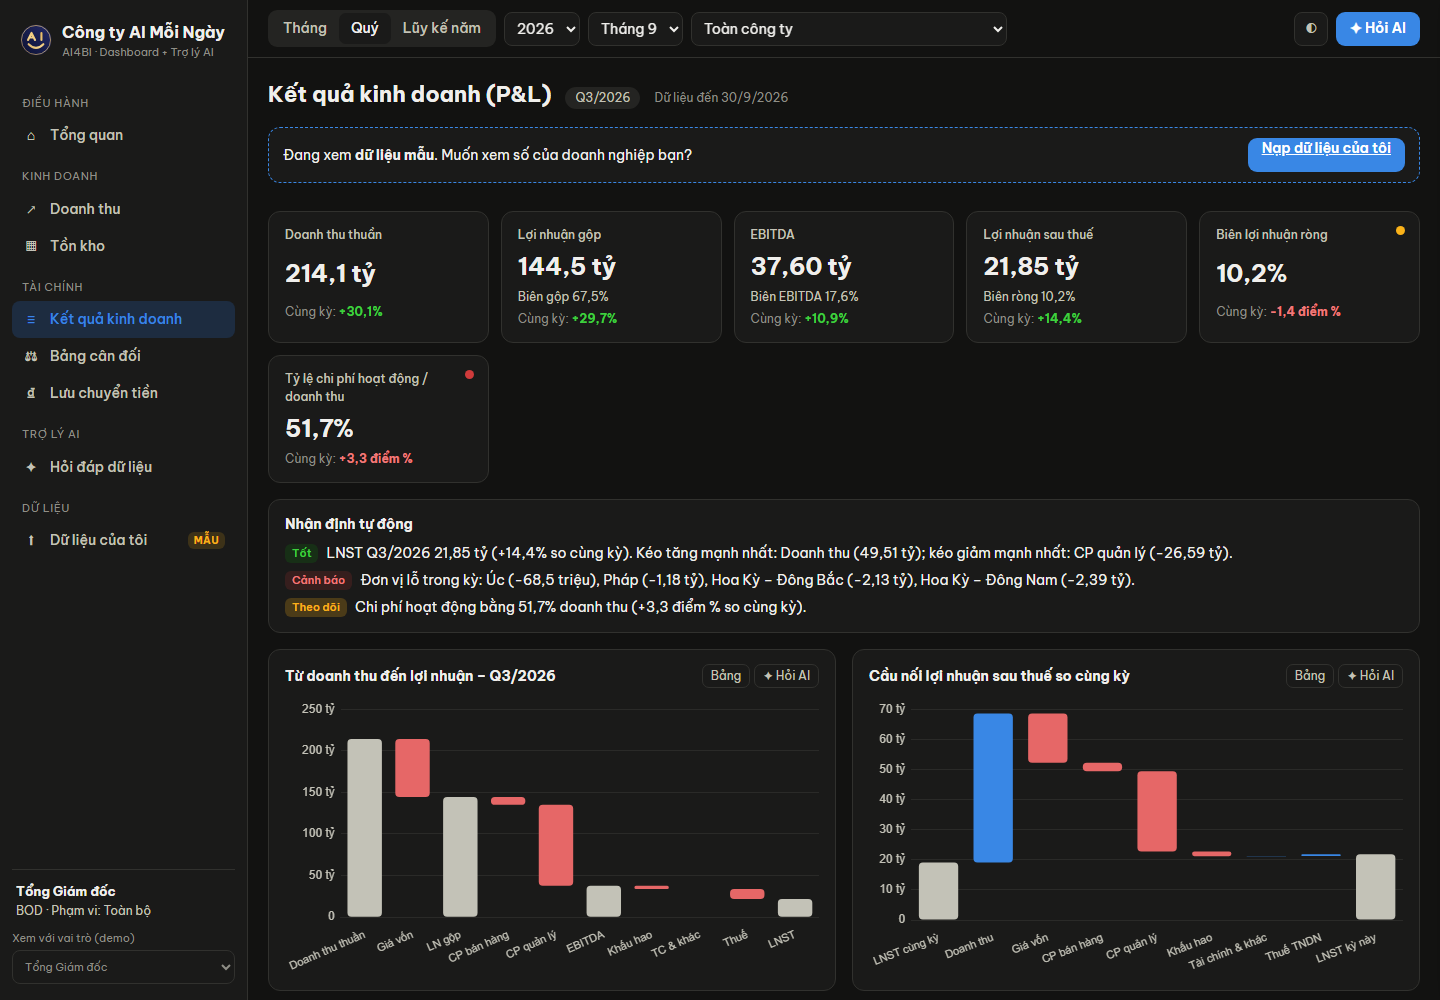 Công ty AI Mỗi Ngày
AI4BI · Dashboard + Trợ lý AI
ĐIỀU HÀNH
Tổng quan
KINH DOANH
Doanh thu
Tồn kho
TÀI CHÍNH
Kết quả kinh doanh
Bảng cân đối
Lưu chuyển tiền
TRỢ LÝ AI
Hỏi đáp dữ liệu
DỮ LIỆU
Dữ liệu của tôi MẪU
Tổng Giám đốc
BOD · Phạm vi: Toàn bộ
Xem với vai trò (demo)
Tổng Giám đốc
Tháng Quý Lũy kế năm 2026 Tháng 9 Toàn công ty ✦ Hỏi AI
Kết quả kinh doanh (P&L) Q3/2026 Dữ liệu đến 30/9/2026
Đang xem dữ liệu mẫu. Muốn xem số của doanh nghiệp bạn? Nạp dữ liệu của tôi
Doanh thu thuần
214,1 tỷ
Cùng kỳ: +30,1%
Lợi nhuận gộp
144,5 tỷ
Biên gộp 67,5%
Cùng kỳ: +29,7%
EBITDA
37,60 tỷ
Biên EBITDA 17,6%
Cùng kỳ: +10,9%
Lợi nhuận sau thuế
21,85 tỷ
Biên ròng 10,2%
Cùng kỳ: +14,4%
Biên lợi nhuận ròng
10,2%
Cùng kỳ: -1,4 điểm %
Tỷ lệ chi phí hoạt động /
doanh thu
51,7%
Cùng kỳ: +3,3 điểm %
Nhận định tự động
Tốt LNST Q3/2026 21,85 tỷ (+14,4% so cùng kỳ). Kéo tăng mạnh nhất: Doanh thu (49,51 tỷ); kéo giảm mạnh nhất: CP quản lý (-26,59 tỷ).
Cảnh báo Đơn vị lỗ trong kỳ: Úc (-68,5 triệu), Pháp (-1,18 tỷ), Hoa Kỳ – Đông Bắc (-2,13 tỷ), Hoa Kỳ – Đông Nam (-2,39 tỷ).
Theo dõi Chi phí hoạt động bằng 51,7% doanh thu (+3,3 điểm % so cùng kỳ).
Từ doanh thu đến lợi nhuận – Q3/2026 Bảng ✦ Hỏi AI
250 tỷ
200 tỷ
150 tỷ
100 tỷ
50 tỷ
0
Doanh thu thuần Giá vốn LN gộp CP bán hàng CP quản lý EBITDA Khấu hao TC & khác Thuế LNST
Cầu nối lợi nhuận sau thuế so cùng kỳ Bảng ✦ Hỏi AI
70 tỷ
60 tỷ
50 tỷ
40 tỷ
30 tỷ
20 tỷ
10 tỷ
0
LNST cùng kỳ Doanh thu Giá vốn CP bán hàng CP quản lý Khấu hao Tài chính & khác Thuế TNDN LNST kỳ này